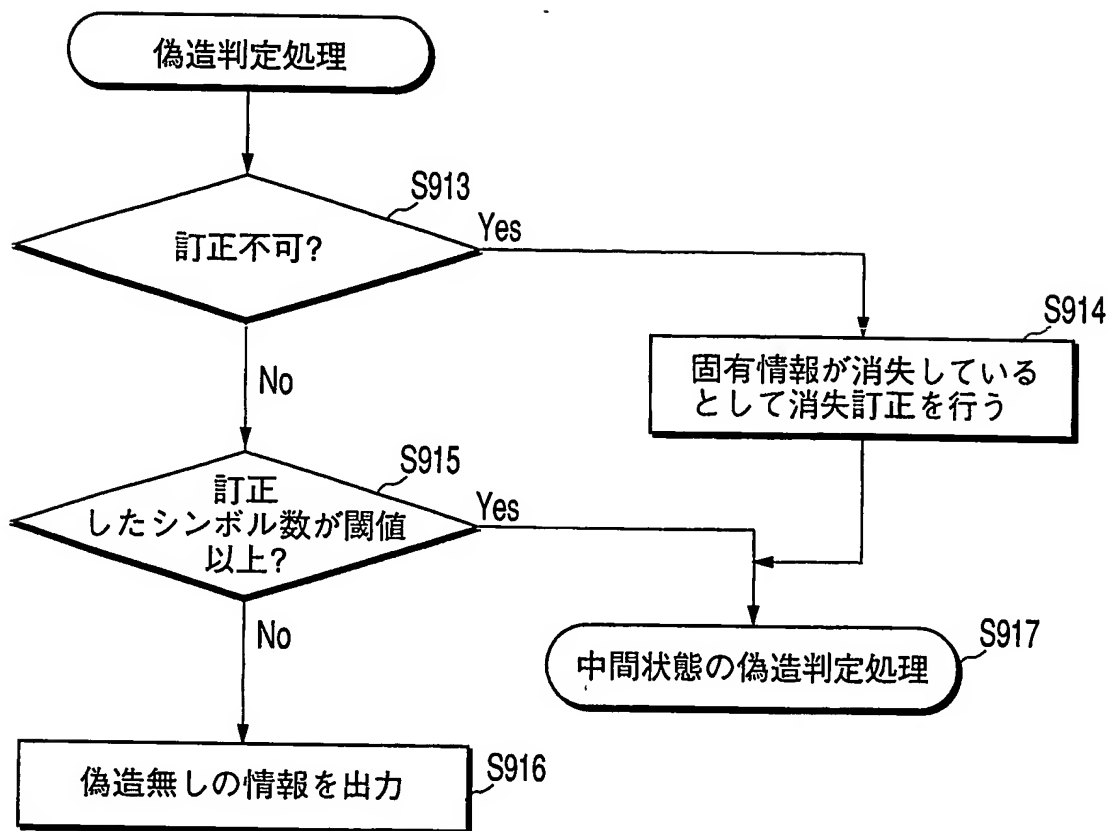 偽造判定処理
S913
訂正不可?
Yes
S914
固有情報が消失している
として消失訂正を行う
No
S915
訂正
したシンボル数が閾値
以上?
Yes
No
S917
中間状態の偽造判定処理
偽造無しの情報を出力
S916